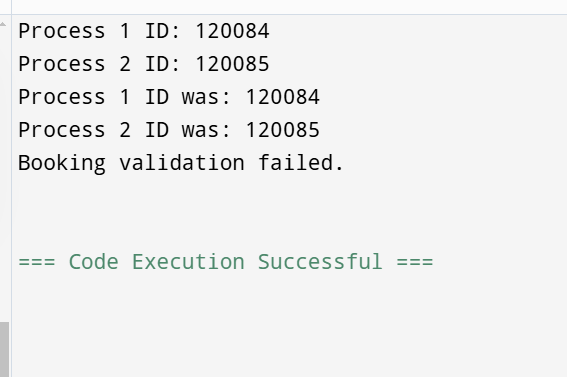 Process 1 ID: 120084
Process 2 ID: 120085
Process 1 ID was: 120084
Process 2 ID was: 120085
Booking validation failed.
=== Code Execution Successful ===